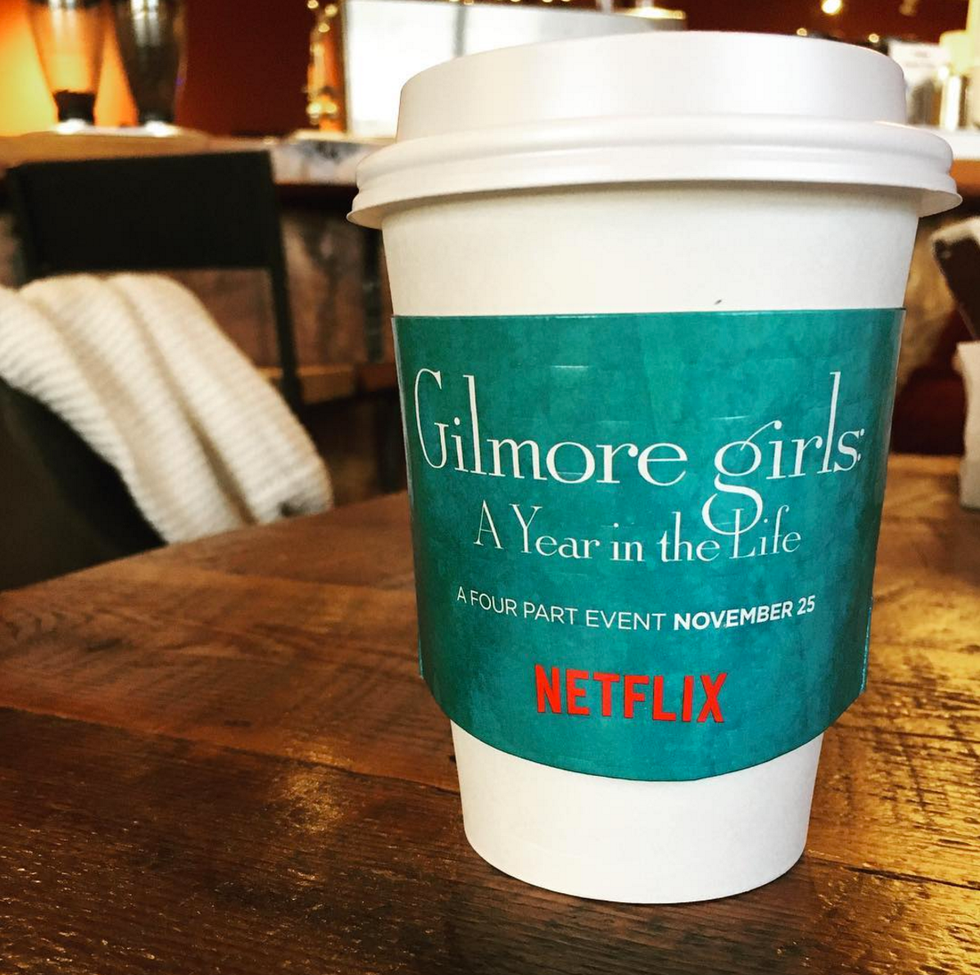 Gilmore girls:
A Year in the Life
A FOUR PART EVENT NOVEMBER 25
NETFLIX